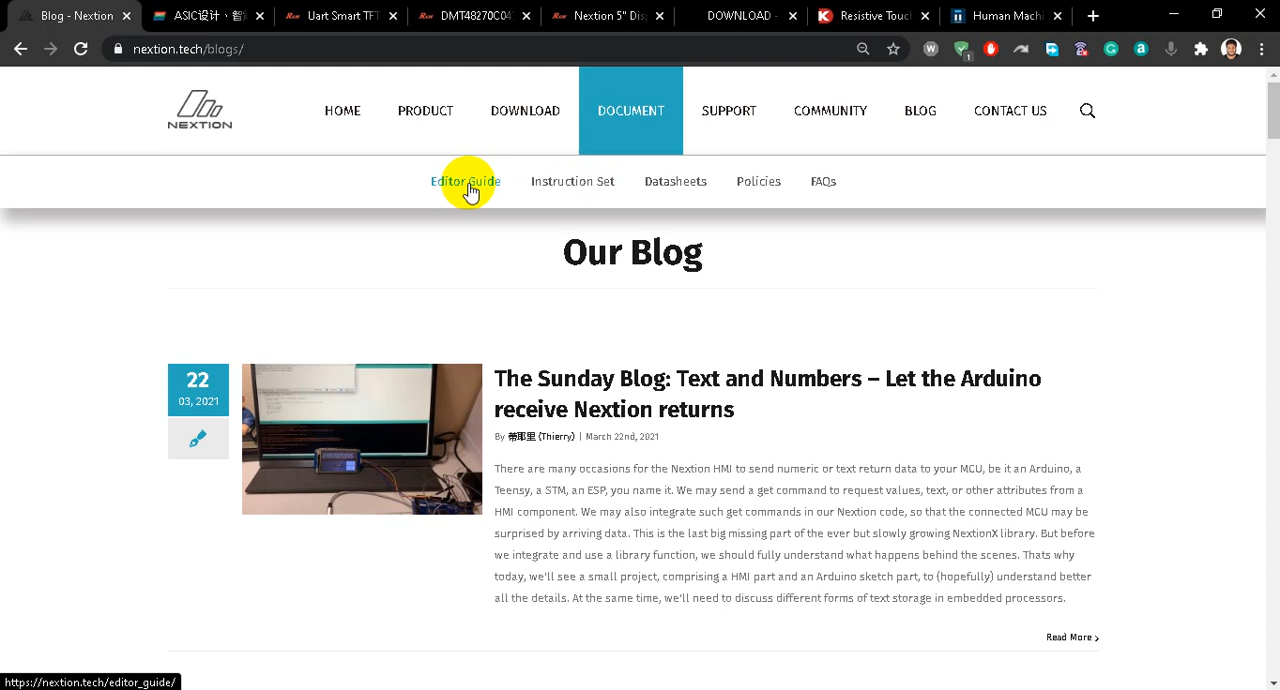 Blog - Nextion
ASIC设计、智
Uart Smart TFT
DMT48270C04
Nextion 5" Disp
DOWNLOAD -
Resistive Touc
Human Machi
nextion.tech/blogs/
1
NEXTION
HOME
PRODUCT
DOWNLOAD
DOCUMENT
SUPPORT
COMMUNITY
BLOG
CONTACT US
Editor Guide
Instruction Set
Datasheets
Policies
FAQs
Our Blog
22
03, 2021
The Sunday Blog: Text and Numbers – Let the Arduino
receive Nextion returns
By 蒂耶里 (Thierry) | March 22nd, 2021
There are many occasions for the Nextion HMI to send numeric or text return data to your MCU, be it an Arduino, a
Teensy, a STM, an ESP, you name it. We may send a get command to request values, text, or other attributes from a
HMI component. We may also integrate such get commands in our Nextion code, so that the connected MCU may be
surprised by arriving data. This is the last big missing part of the ever but slowly growing NextionX library. But before
we integrate and use a library function, we should fully understand what happens behind the scenes. Thats why
today, we'll see a small project, comprising a HMI part and an Arduino sketch part, to (hopefully) understand better
all the details. At the same time, we'll need to discuss different forms of text storage in embedded processors.
Read More
https://nextion.tech/editor_guide/